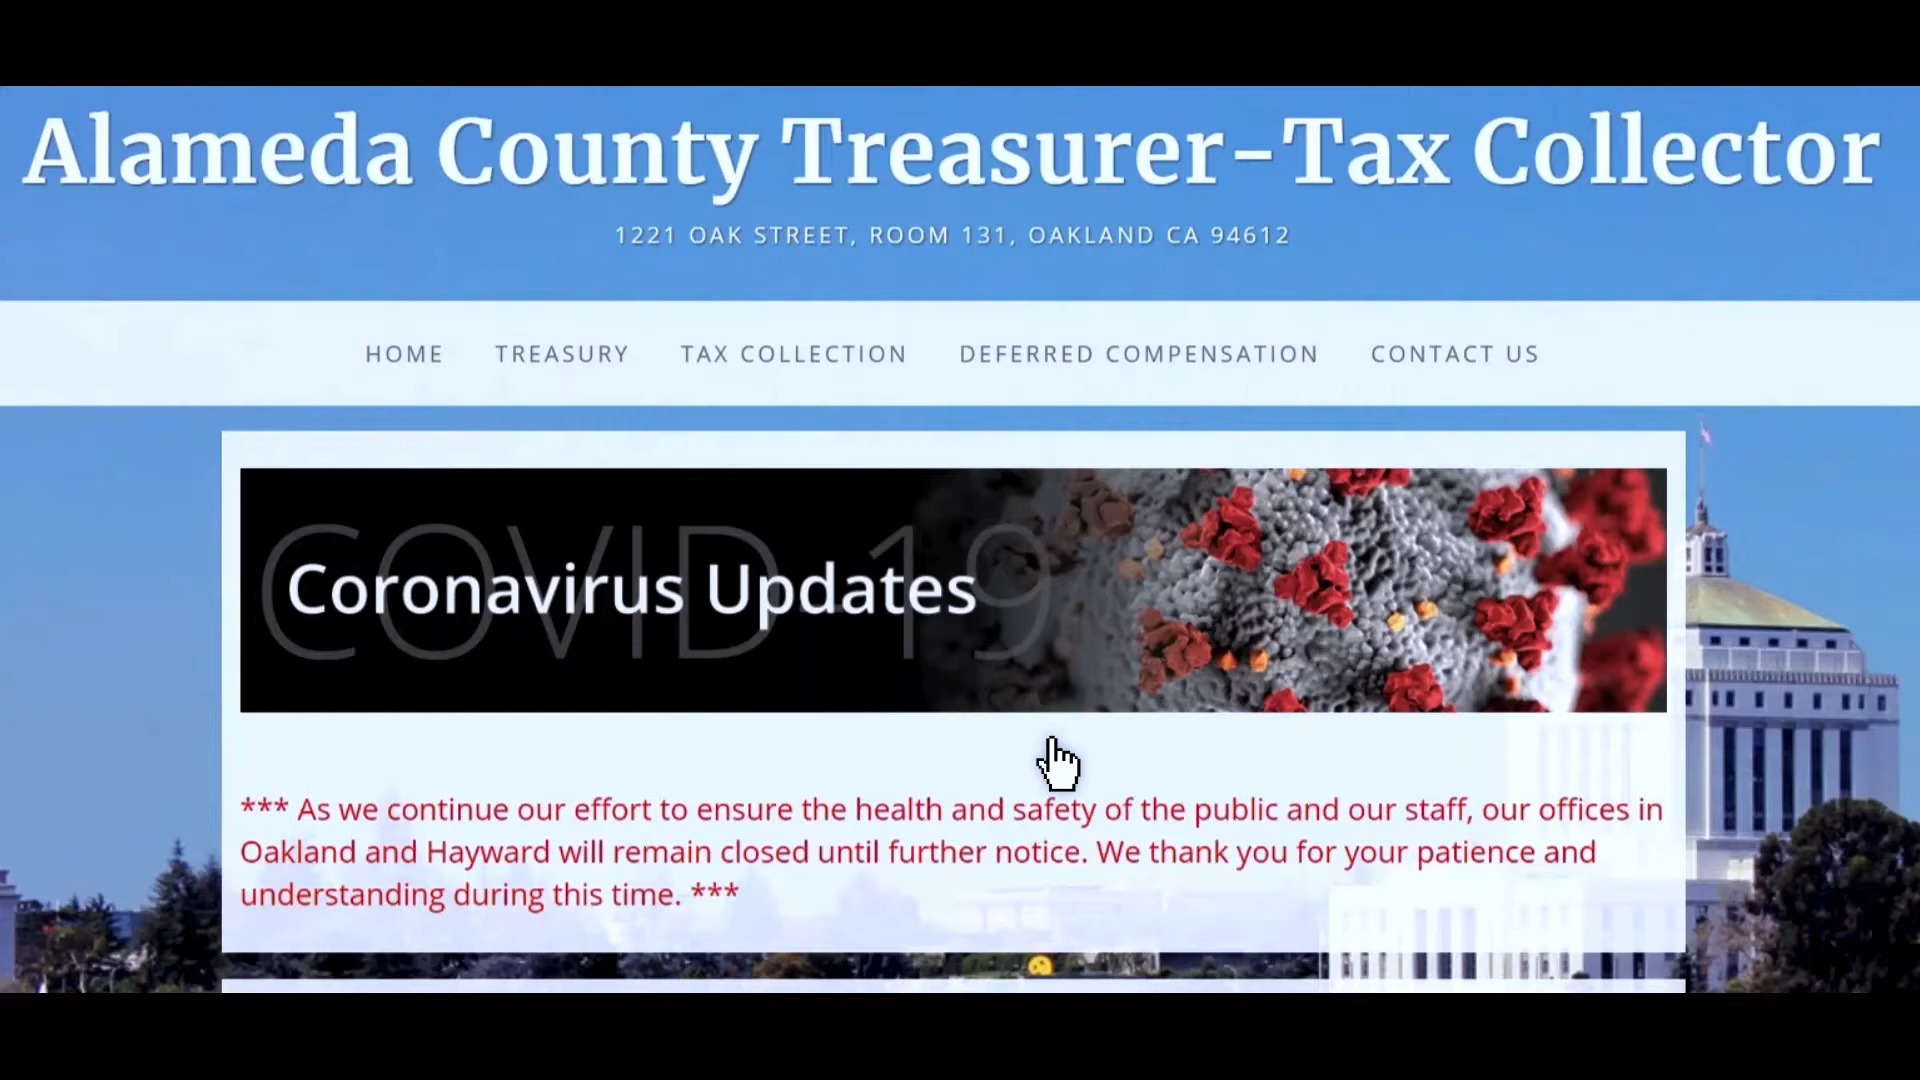 Alameda County Treasurer-Tax Collector
1221 OAK STREET, ROOM 131, OAKLAND CA 94612
HOME TREASURY TAX COLLECTION DEFERRED COMPENSATION CONTACT US
COVID-19
Coronavirus Updates
*** As we continue our effort to ensure the health and safety of the public and our staff, our offices in
Oakland and Hayward will remain closed until further notice. We thank you for your patience and
understanding during this time. ***